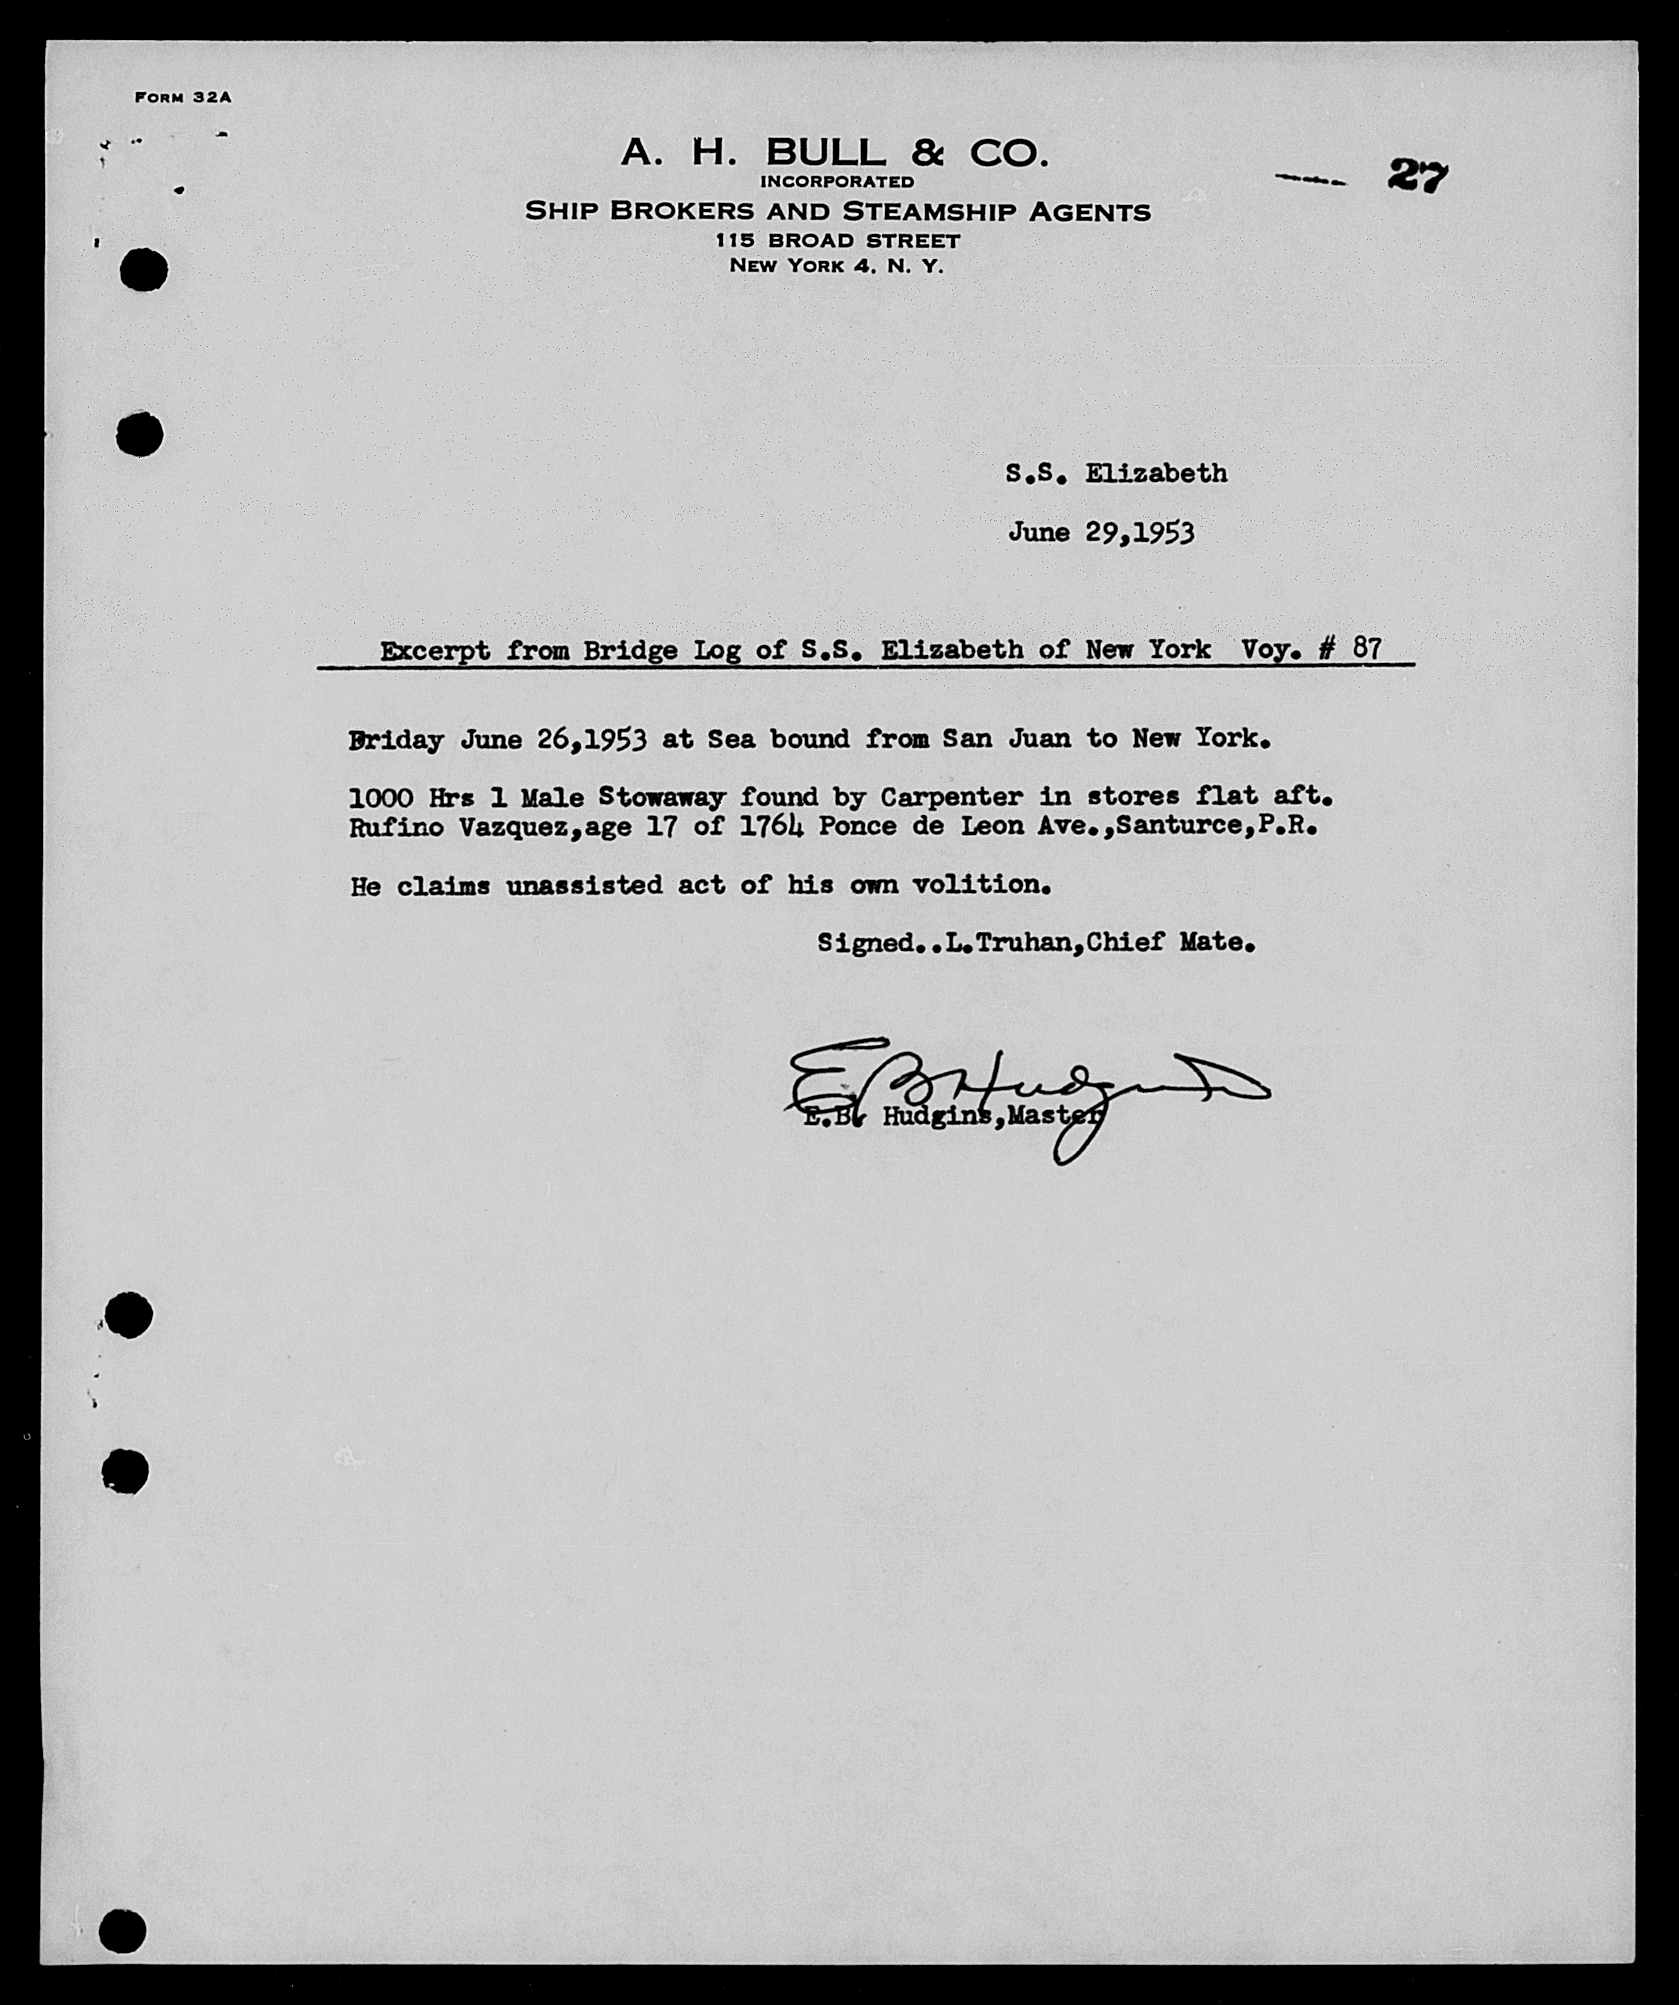 FORM 32A
A. H. BULL & CO.
INCORPORATED
27
SHIP BROKERS AND STEAMSHIP AGENTS
115 BROAD STREET
NEW YORK 4, N. Y.
S.S. Elizabeth
June 29,1953
Excerpt from Bridge Log of S.S. Elizabeth of New York Voy. # 87
Friday June 26,1953 at Sea bound from San Juan to New York.
1000 Hrs 1 Male Stowaway found by Carpenter in stores flat aft.
Rufino Vazquez,age 17 of 1764 Ponce de Leon Ave.,Santurce,P.R.
He claims unassisted act of his own volition.
Signed..L.Truhan,Chief Mate.
E B Hudgins
E.B. Hudgins,Master